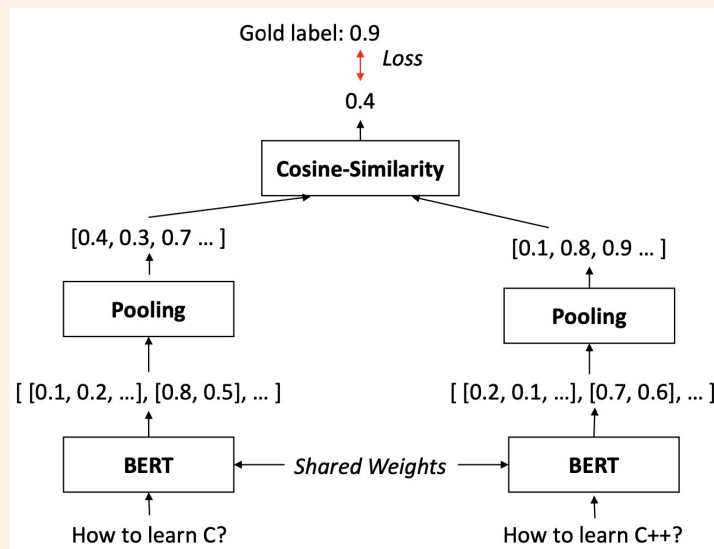 Gold label: 0.9
Loss
0.4
Cosine-Similarity
[0.4, 0.3, 0.7 ... ]
[0.1, 0.8, 0.9 ... ]
Pooling
Pooling
[ [0.1, 0.2, ...], [0.8, 0.5], ... ]
[ [0.2, 0.1, ...], [0.7, 0.6], ... ]
BERT
Shared Weights
BERT
How to learn C?
How to learn C++?